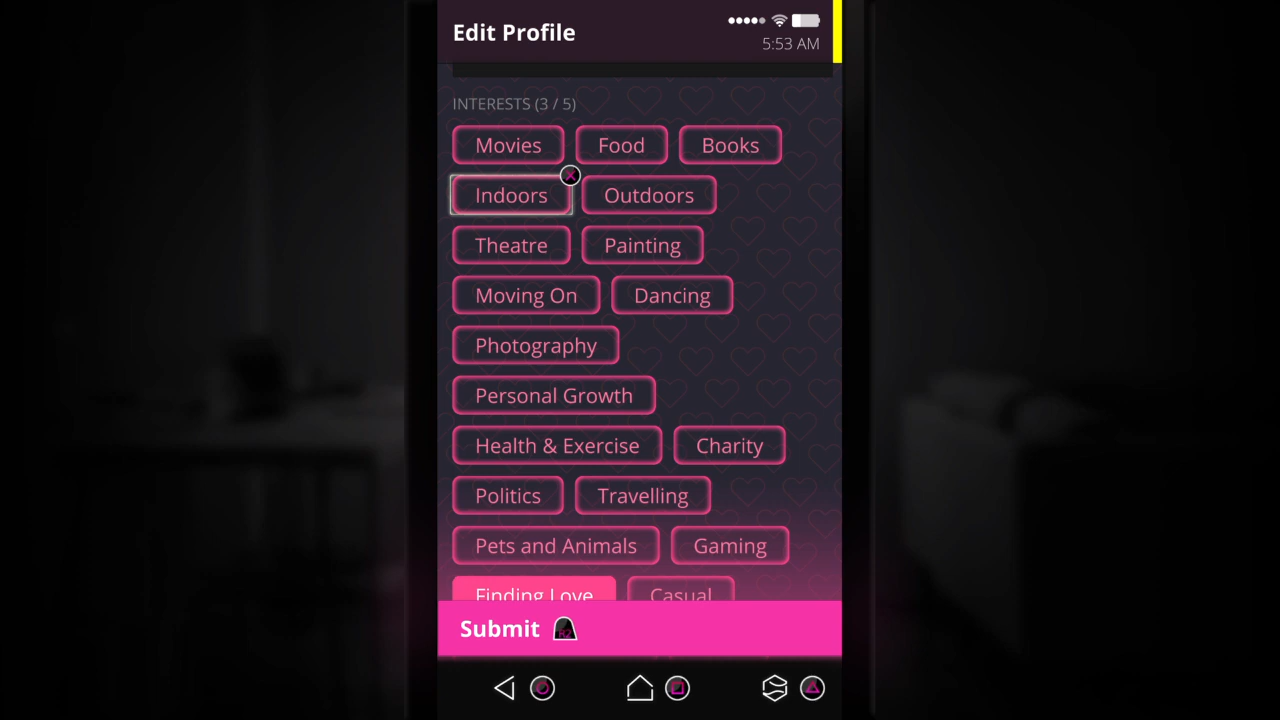 Edit Profile
5:53 AM
INTERESTS (3 / 5)
Movies Food Books
Indoors Outdoors
Theatre Painting
Moving On Dancing
Photography
Personal Growth
Health & Exercise Charity
Politics Travelling
Pets and Animals Gaming
Finding Love Casual
Submit R2